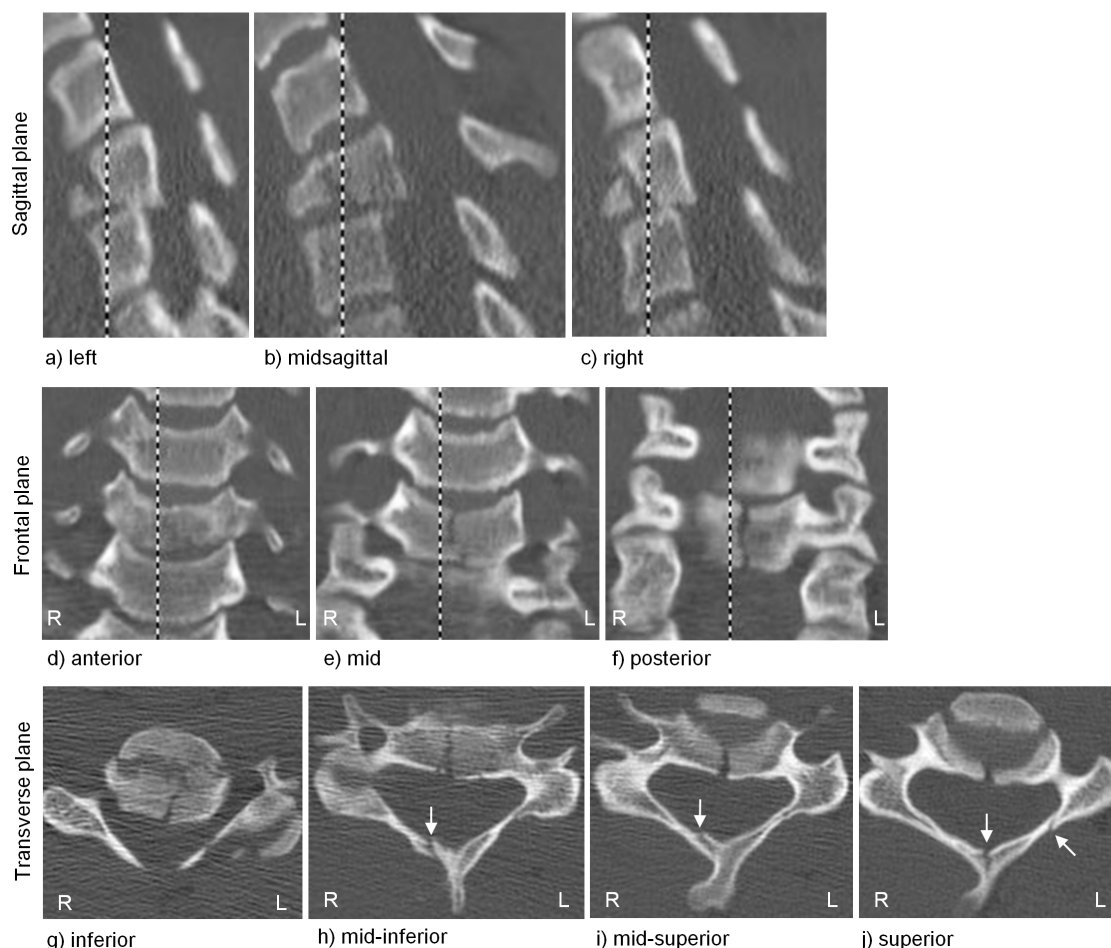 Sagittal plane
a) left
b) midsagittal
c) right
Frontal plane
R L
R L
R L
d) anterior
e) mid
f) posterior
Transverse plane
R L
R L
R L
R L
g) inferior
h) mid-inferior
i) mid-superior
j) superior